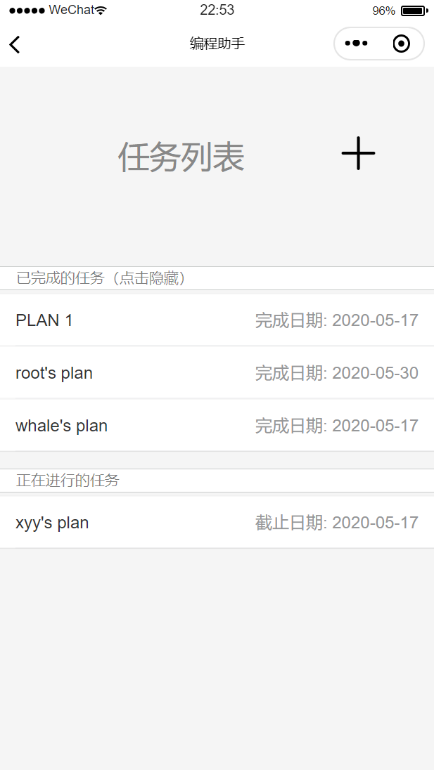 WeChat 22:53 96%
编程助手
任务列表
已完成的任务（点击隐藏）
PLAN 1 完成日期: 2020-05-17
root's plan 完成日期: 2020-05-30
whale's plan 完成日期: 2020-05-17
正在进行的任务
xyy's plan 截止日期: 2020-05-17